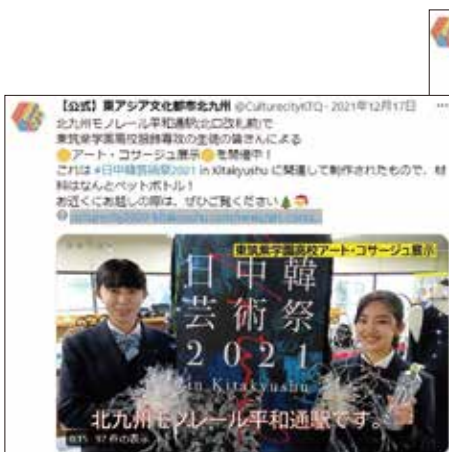 【公式】東アジア文化都市北九州 @CulturecityKTQ・2021年12月17日 …
北九州モノレール平和通駅(北口改札前)で
東筑紫学園高校服飾専攻の生徒の皆さんによる
🟡アート・コサージュ展示🟡を開催中！
これは #日中韓芸術祭2021 in Kitakyushu に関連して制作されたもので、材
料はなんとペットボトル！
お近くにお越しの際は、ぜひご覧ください🎄🎅
東筑紫学園高校アート・コサージュ展示
日中韓
芸術祭
2021
in Kitakyushu
北九州モノレール平和通駅です。
0:35 97 件の表示